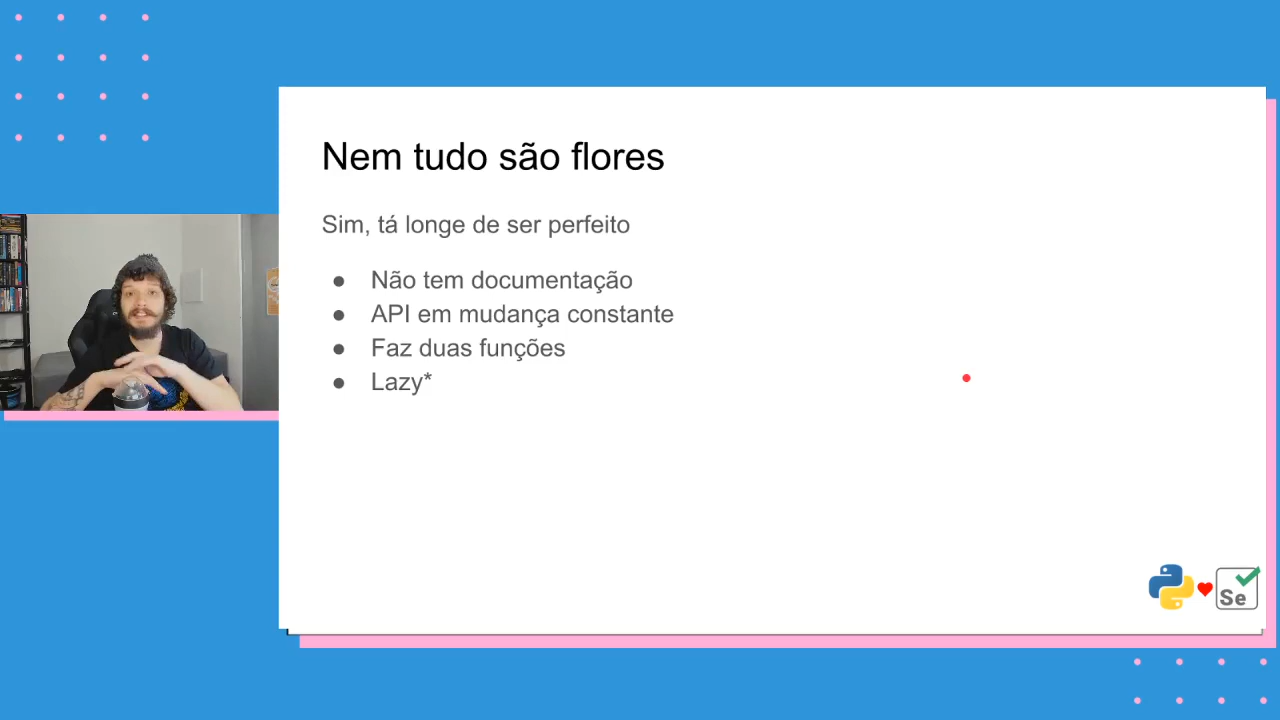 Nem tudo são flores
Sim, tá longe de ser perfeito
● Não tem documentação
● API em mudança constante
● Faz duas funções
● Lazy*
Se